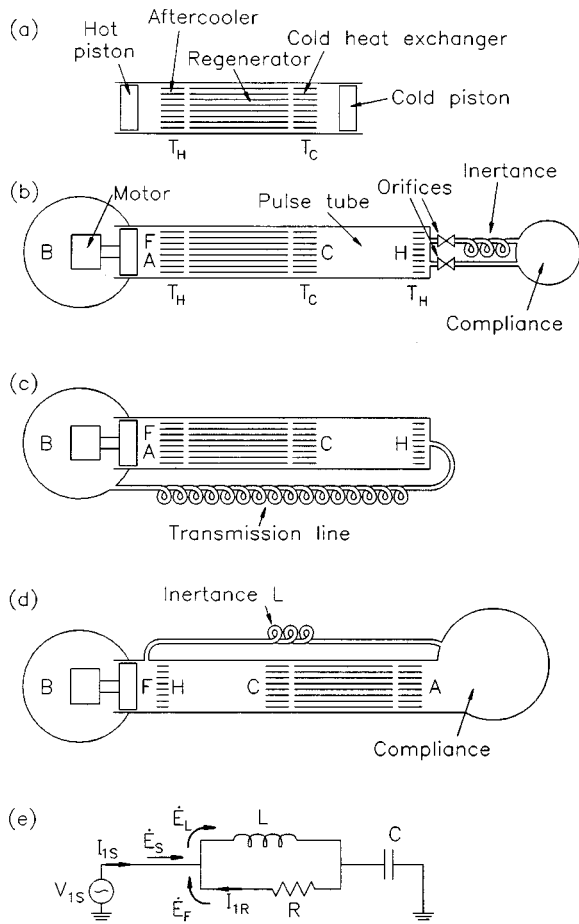 (a)
Hot piston
Aftercooler
Regenerator
Cold heat exchanger
Cold piston
T_H
T_C
(b)
Motor
Pulse tube
Orifices
Inertance
B
F
A
C
H
T_H
T_C
T_H
Compliance
(c)
B
F
A
C
H
Transmission line
(d)
Inertance L
B
F
H
C
A
Compliance
(e)
Ė_L
L
C
I_1S
Ė_S
V_1S
Ė_F
I_1R
R